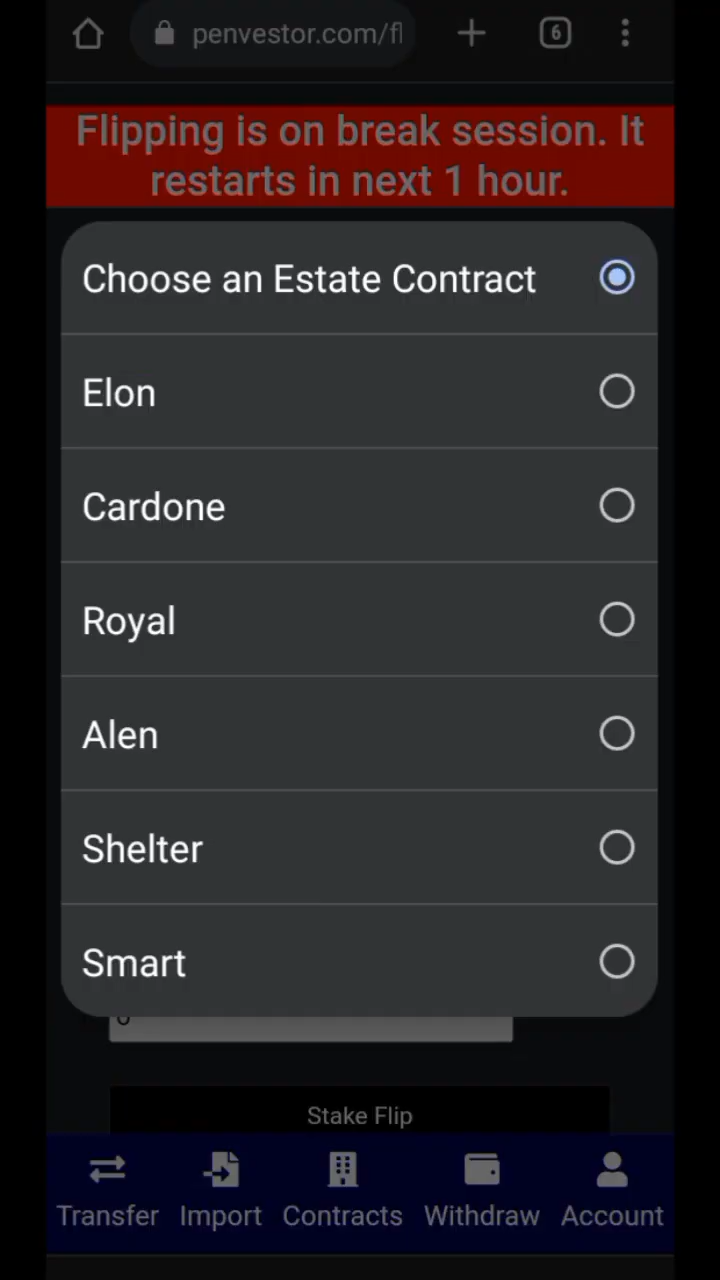 penvestor.com/fl
6
Flipping is on break session. It
restarts in next 1 hour.
Choose an Estate Contract
Elon
Cardone
Royal
Alen
Shelter
Smart
Stake Flip
Transfer Import Contracts Withdraw Account